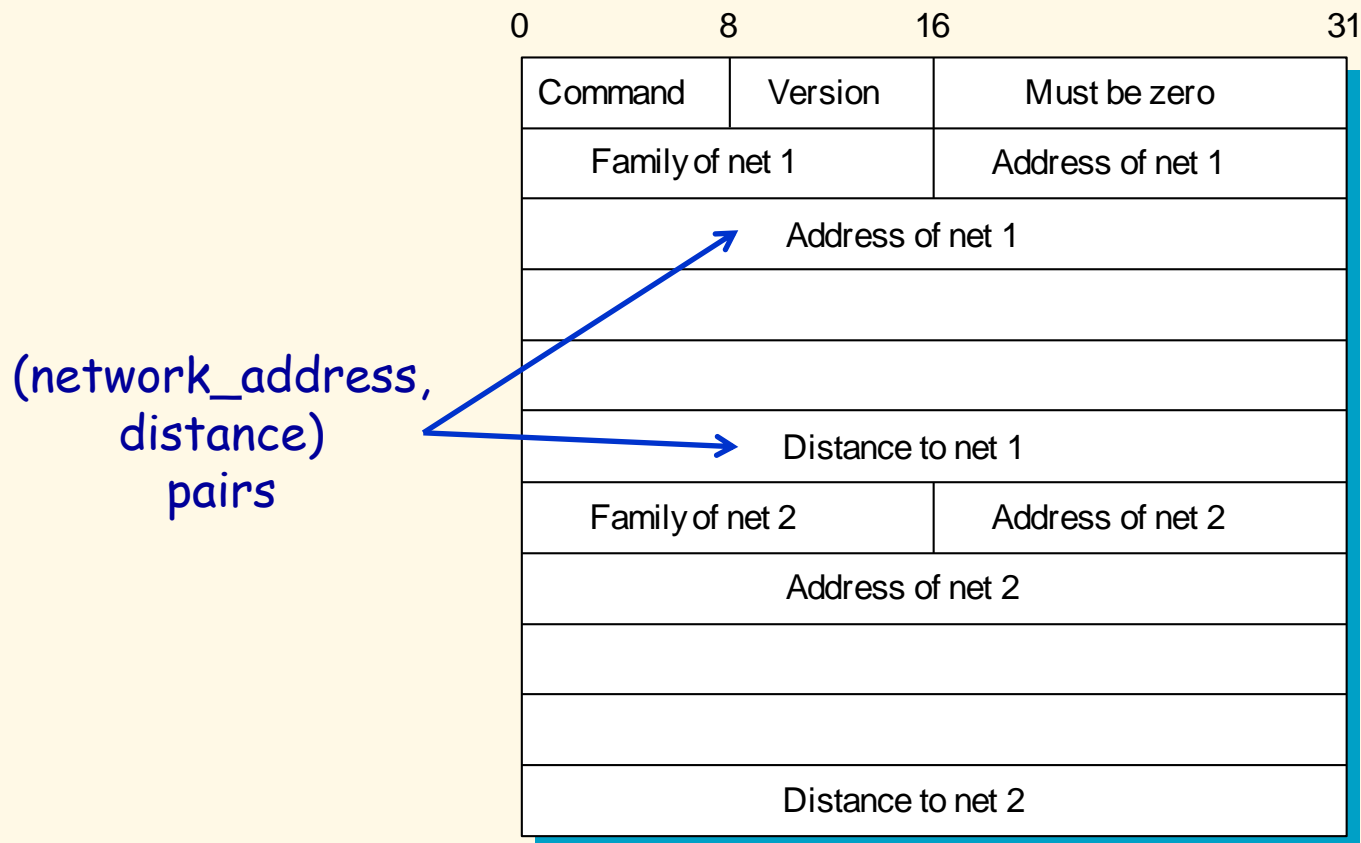 0 8 16 31
Command Version Must be zero
Family of net 1 Address of net 1
Address of net 1
(network_address,
distance)
pairs
Distance to net 1
Family of net 2 Address of net 2
Address of net 2
Distance to net 2